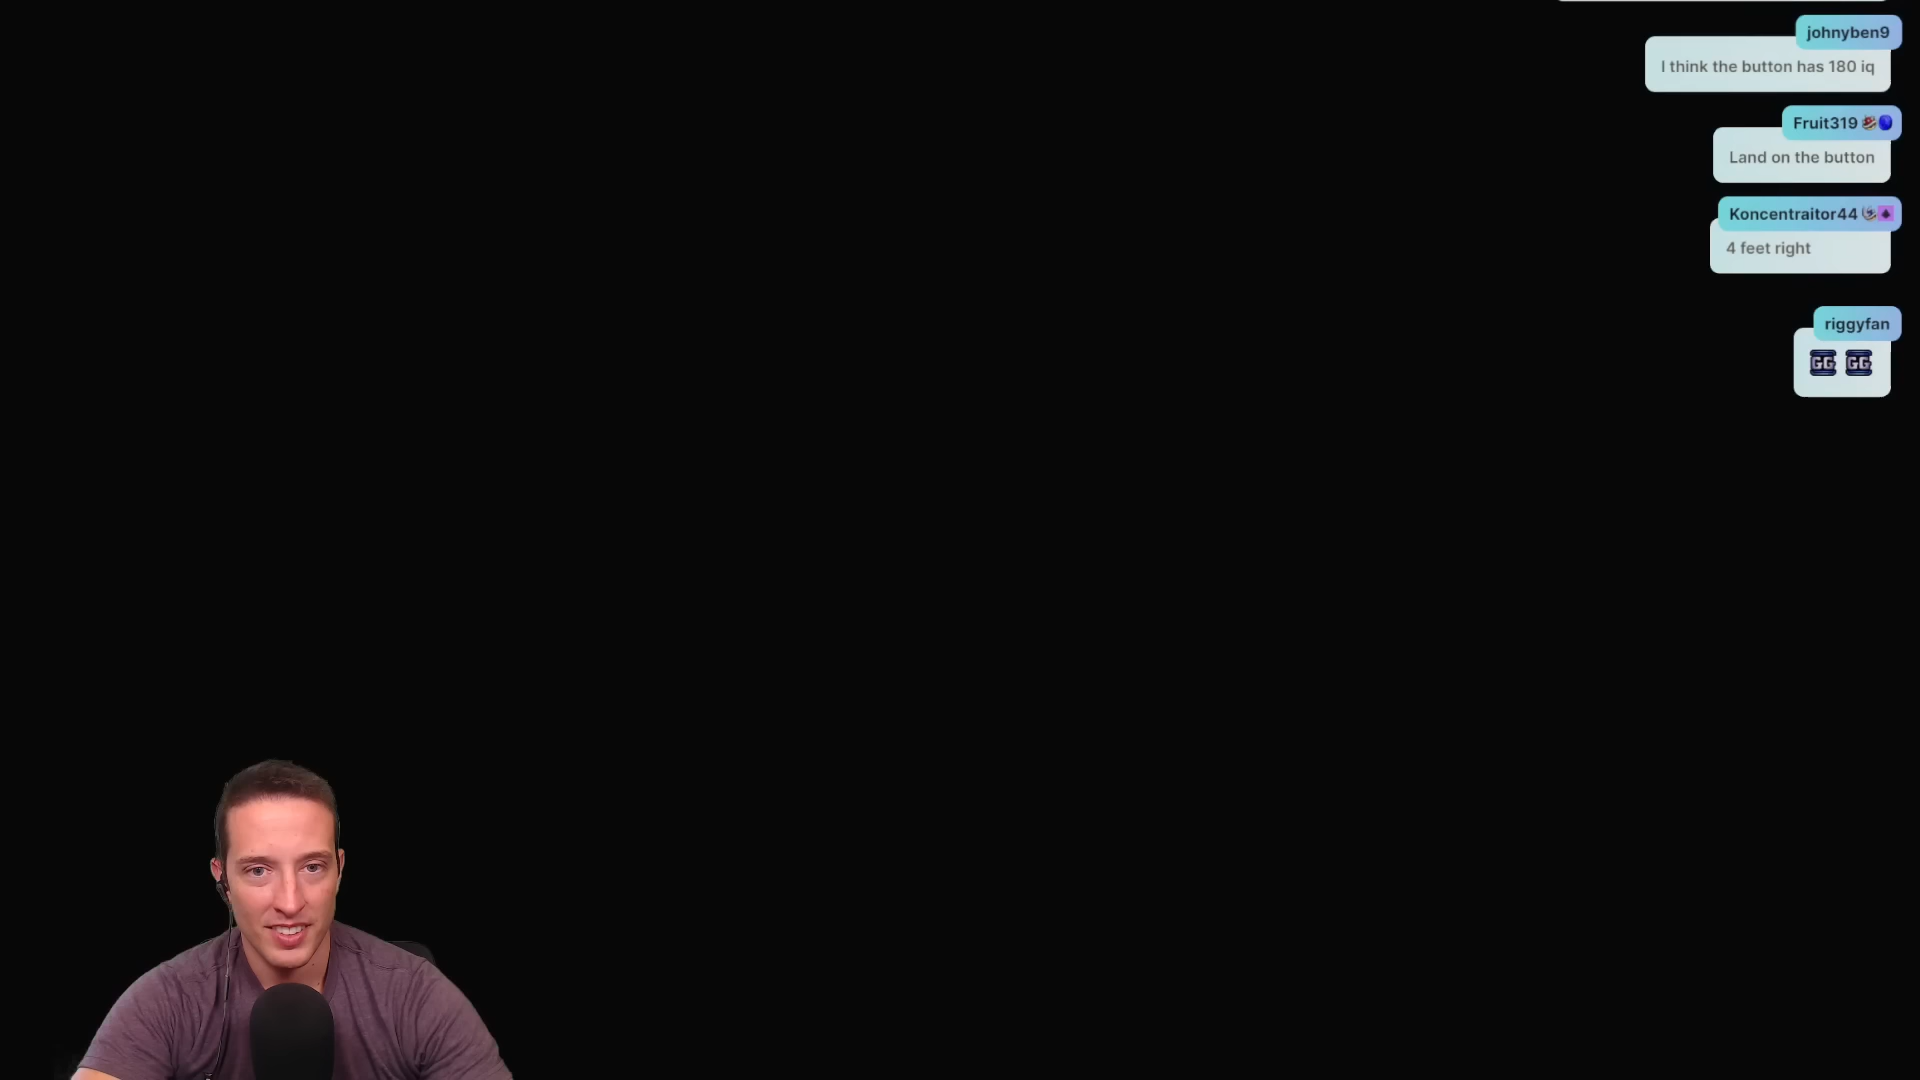 johnyben9
I think the button has 180 iq
Fruit319
Land on the button
Koncentraitor44
4 feet right
riggyfan
GG GG